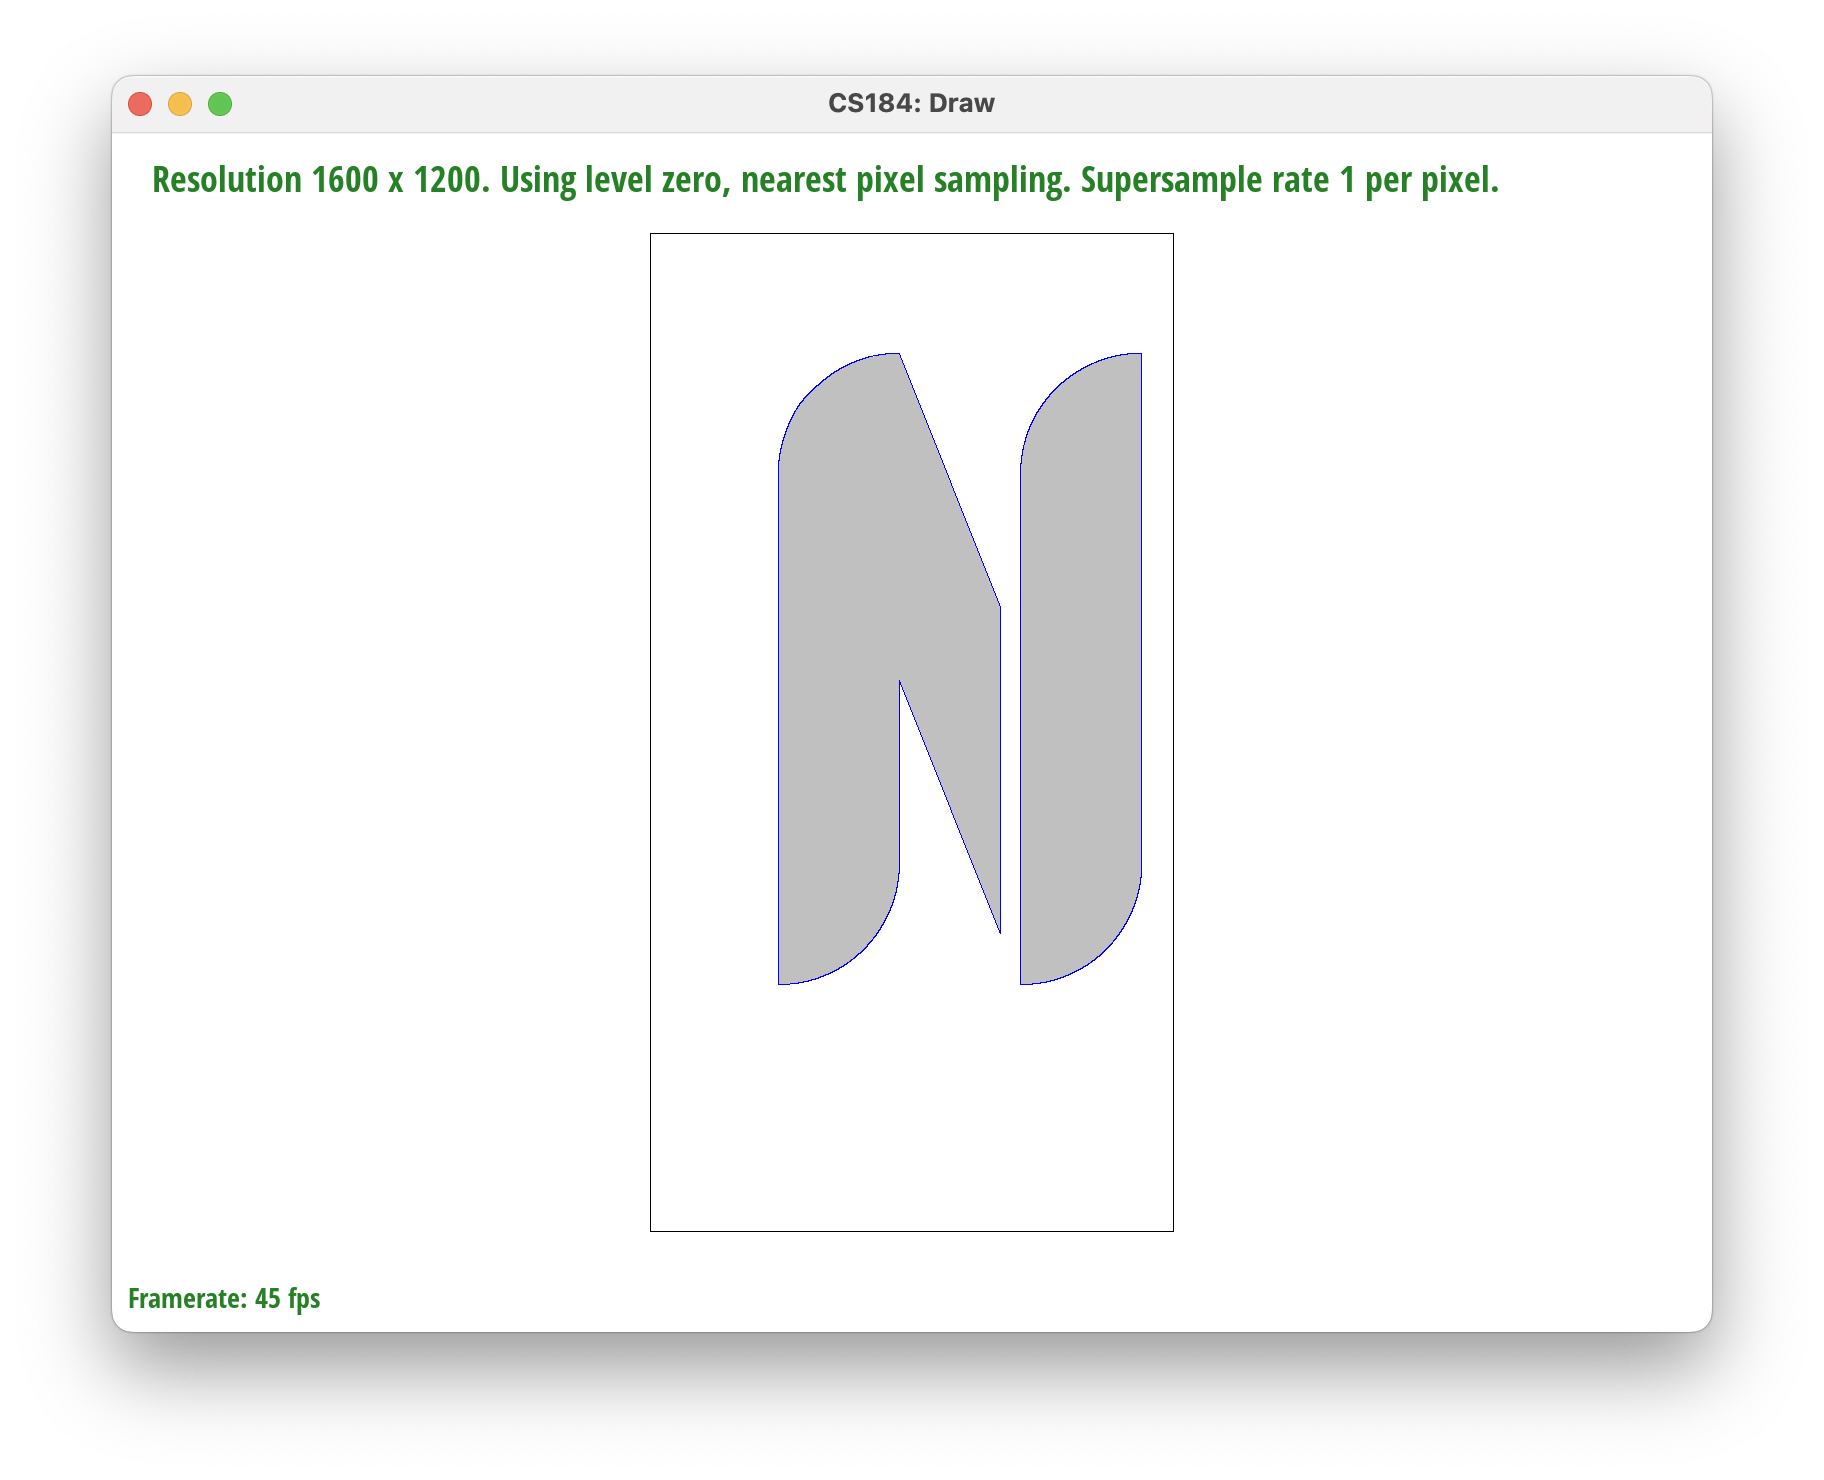 CS184: Draw
Resolution 1600 x 1200. Using level zero, nearest pixel sampling. Supersample rate 1 per pixel.
N
Framerate: 45 fps